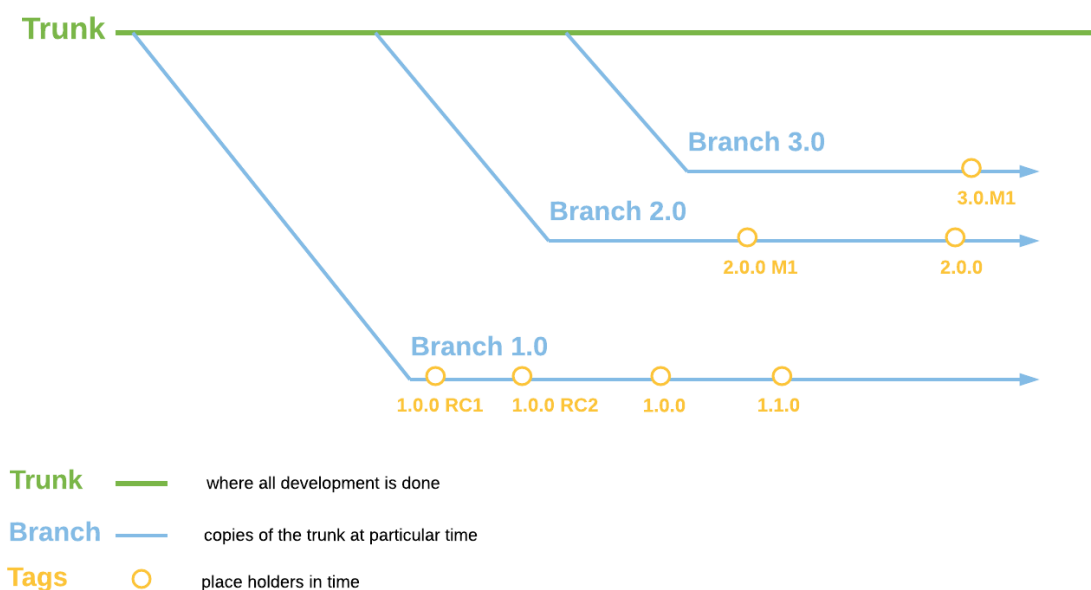 Trunk
Branch 3.0
3.0.M1
Branch 2.0
2.0.0 M1
2.0.0
Branch 1.0
1.0.0 RC1
1.0.0 RC2
1.0.0
1.1.0
Trunk where all development is done
Branch copies of the trunk at particular time
Tags place holders in time